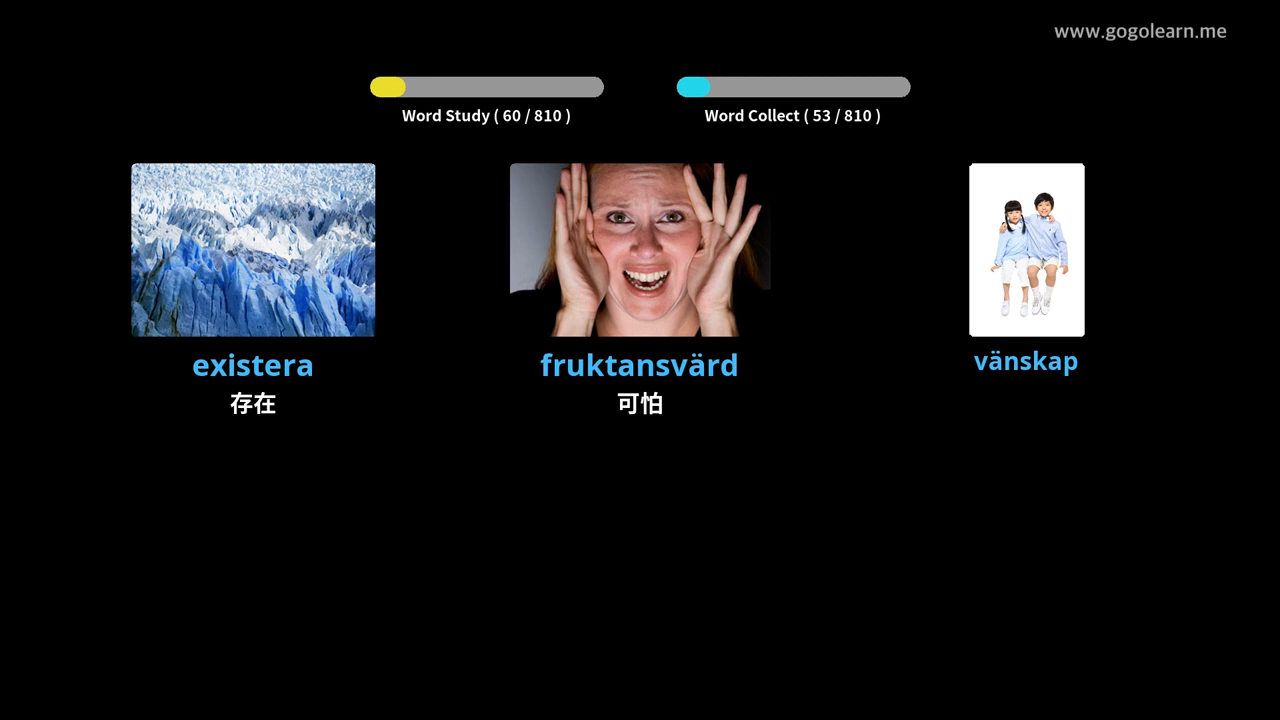 www.gogolearn.me
Word Study ( 60 / 810 )
Word Collect ( 53 / 810 )
existera
存在
fruktansvärd
可怕
vänskap